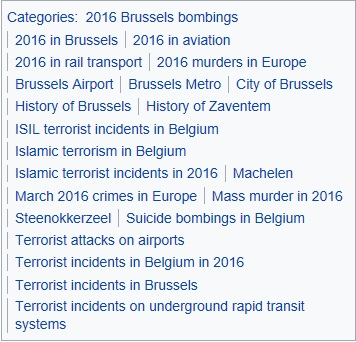 Categories: 2016 Brussels bombings
2016 in Brussels | 2016 in aviation
2016 in rail transport | 2016 murders in Europe
Brussels Airport | Brussels Metro | City of Brussels
History of Brussels | History of Zaventem
ISIL terrorist incidents in Belgium
Islamic terrorism in Belgium
Islamic terrorist incidents in 2016 | Machelen
March 2016 crimes in Europe | Mass murder in 2016
Steenokkerzeel | Suicide bombings in Belgium
Terrorist attacks on airports
Terrorist incidents in Belgium in 2016
Terrorist incidents in Brussels
Terrorist incidents on underground rapid transit
systems